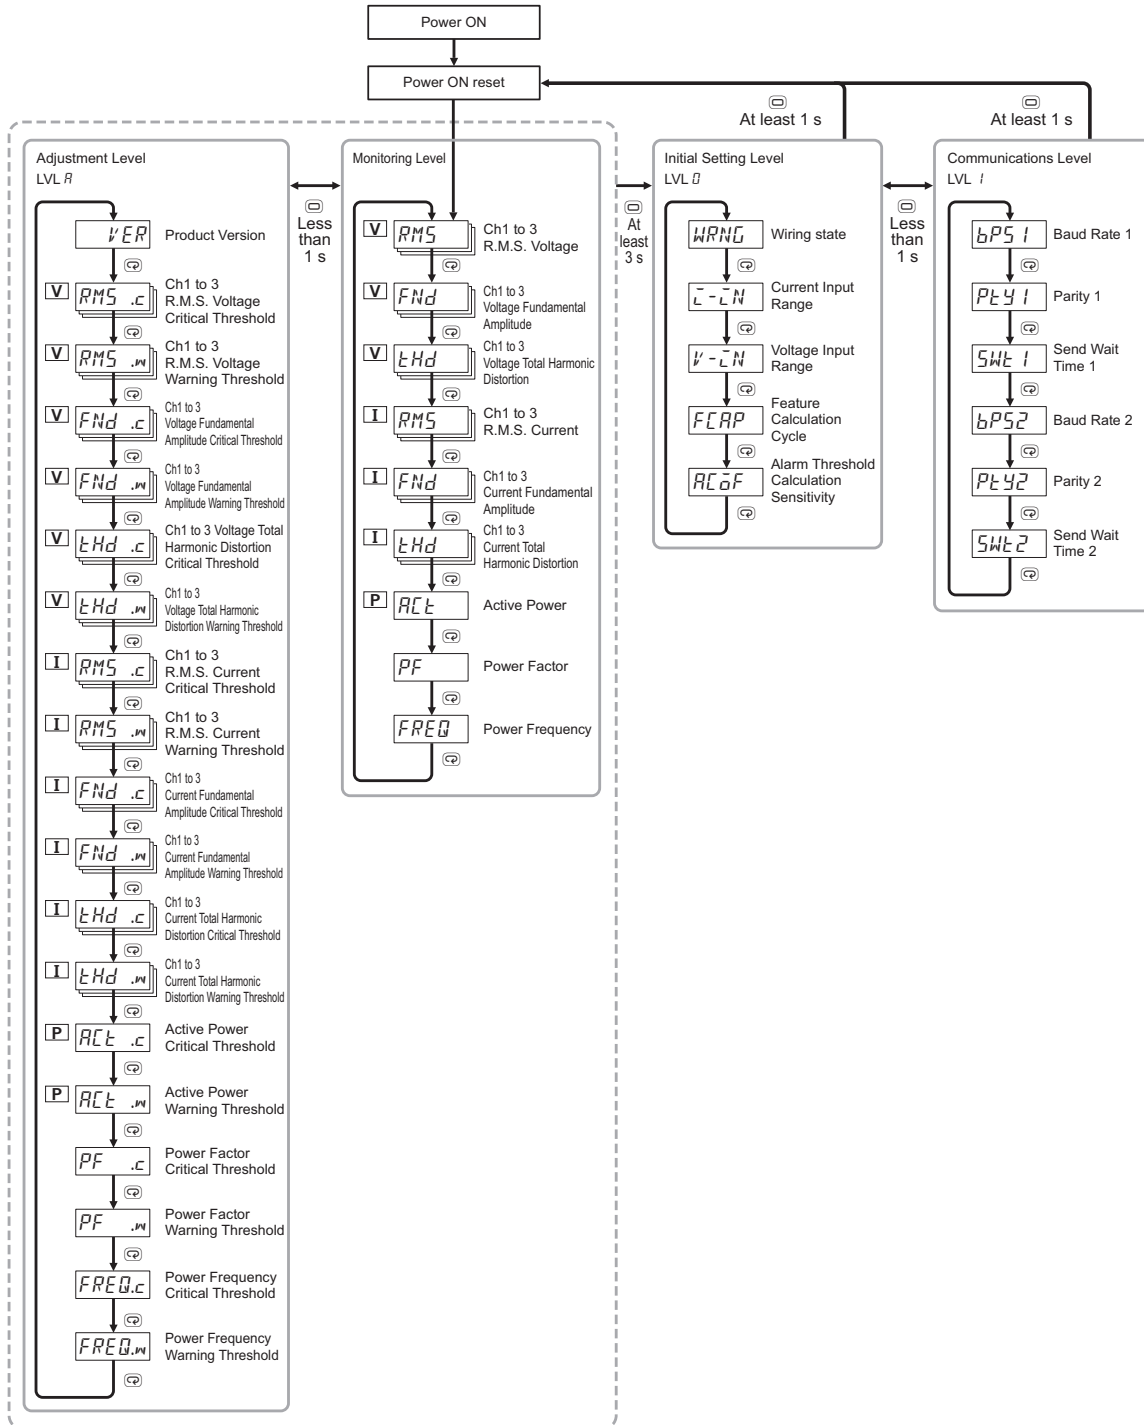 Power ON
Power ON reset
At least 1 s
At least 1 s
Adjustment Level
LVL A
VER
Product Version
V
RMS .c
Ch1 to 3
R.M.S. Voltage
Critical Threshold
V
RMS .w
Ch1 to 3
R.M.S. Voltage
Warning Threshold
V
FNd .c
Ch1 to 3
Voltage Fundamental
Amplitude Critical Threshold
V
FNd .w
Ch1 to 3
Voltage Fundamental
Amplitude Warning Threshold
V
tHd .c
Ch1 to 3 Voltage Total
Harmonic Distortion
Critical Threshold
V
tHd .w
Ch1 to 3
Voltage Total Harmonic
Distortion Warning Threshold
I
RMS .c
Ch1 to 3
R.M.S. Current
Critical Threshold
I
RMS .w
Ch1 to 3
R.M.S. Current
Warning Threshold
I
FNd .c
Ch1 to 3
Current Fundamental
Amplitude Critical Threshold
I
FNd .w
Ch1 to 3
Current Fundamental
Amplitude Warning Threshold
I
tHd .c
Ch1 to 3
Current Total Harmonic
Distortion Critical Threshold
I
tHd .w
Ch1 to 3
Current Total Harmonic
Distortion Warning Threshold
P
ACt .c
Active Power
Critical Threshold
P
ACt .w
Active Power
Warning Threshold
PF .c
Power Factor
Critical Threshold
PF .w
Power Factor
Warning Threshold
FREQ.c
Power Frequency
Critical Threshold
FREQ.w
Power Frequency
Warning Threshold
Less
than
1 s
Monitoring Level
V
RMS
Ch1 to 3
R.M.S. Voltage
V
FNd
Ch1 to 3
Voltage Fundamental
Amplitude
V
tHd
Ch1 to 3
Voltage Total Harmonic
Distortion
I
RMS
Ch1 to 3
R.M.S. Current
I
FNd
Ch1 to 3
Current Fundamental
Amplitude
I
tHd
Ch1 to 3
Current Total
Harmonic Distortion
P
ACt
Active Power
PF
Power Factor
FREQ
Power Frequency
At
least
3 s
Initial Setting Level
LVL 0
WRNG
Wiring state
i-iN
Current Input
Range
V-iN
Voltage Input
Range
FCAP
Feature
Calculation
Cycle
ACoF
Alarm Threshold
Calculation
Sensitivity
Less
than
1 s
Communications Level
LVL 1
bPS1
Baud Rate 1
PtY1
Parity 1
SWt1
Send Wait
Time 1
bPS2
Baud Rate 2
PtY2
Parity 2
SWt2
Send Wait
Time 2